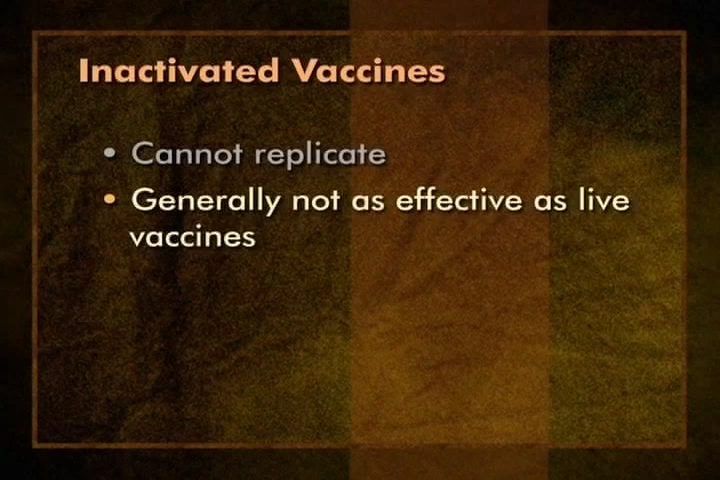 Inactivated Vaccines
• Cannot replicate
• Generally not as effective as live
vaccines